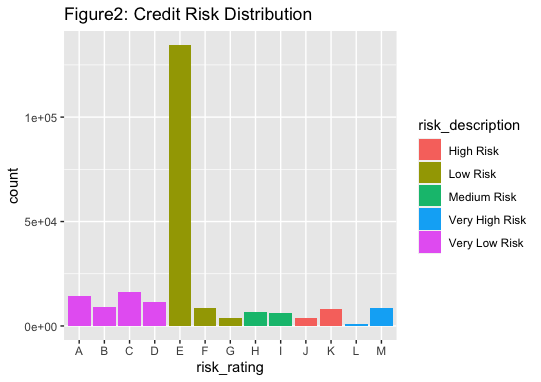 Figure2: Credit Risk Distribution
1e+05
5e+04
0e+00
count
A B C D E F G H I J K L M
risk_rating
risk_description
High Risk
Low Risk
Medium Risk
Very High Risk
Very Low Risk